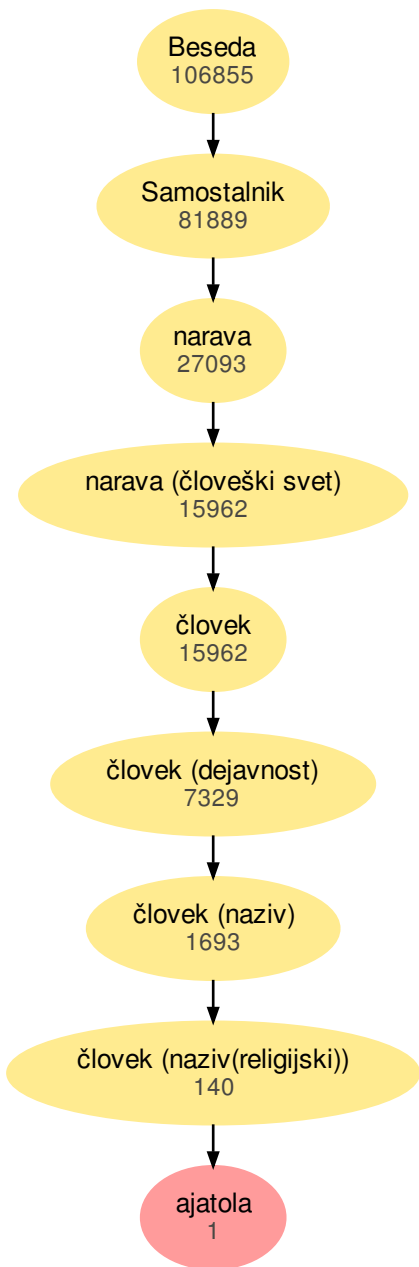 Beseda
106855
Samostalnik
81889
narava
27093
narava (človeški svet)
15962
človek
15962
človek (dejavnost)
7329
človek (naziv)
1693
človek (naziv(religijski))
140
ajatola
1